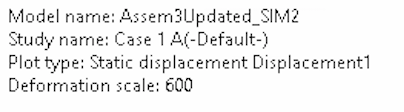 Model name: Assem3Updated_SIM2
Study name: Case 1 A(-Default-)
Plot type: Static displacement Displacement1
Deformation scale: 600